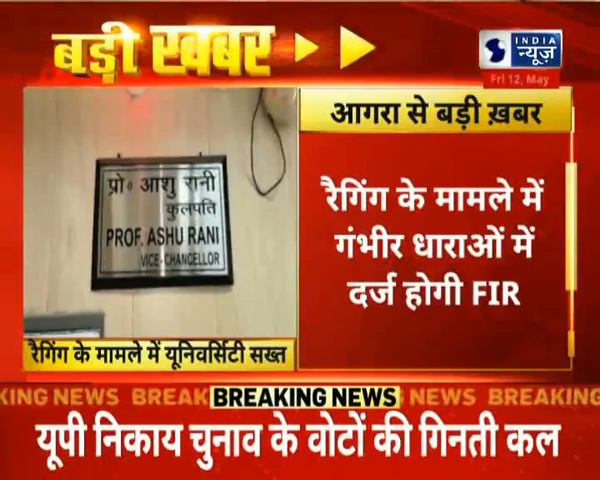 बड़ी ख़बर
INDIA
न्यूज़
Fri 12, May
आगरा से बड़ी ख़बर
प्रो० आशु रानी
कुलपति
PROF. ASHU RANI
VICE-CHANCELLOR
रैगिंग के मामले में
गंभीर धाराओं में
दर्ज होगी FIR
रैगिंग के मामले में यूनिवर्सिटी सख्त
KING NEWS BREAK BREAKING NEWS NEWS BREAKING
यूपी निकाय चुनाव के वोटों की गिनती कल